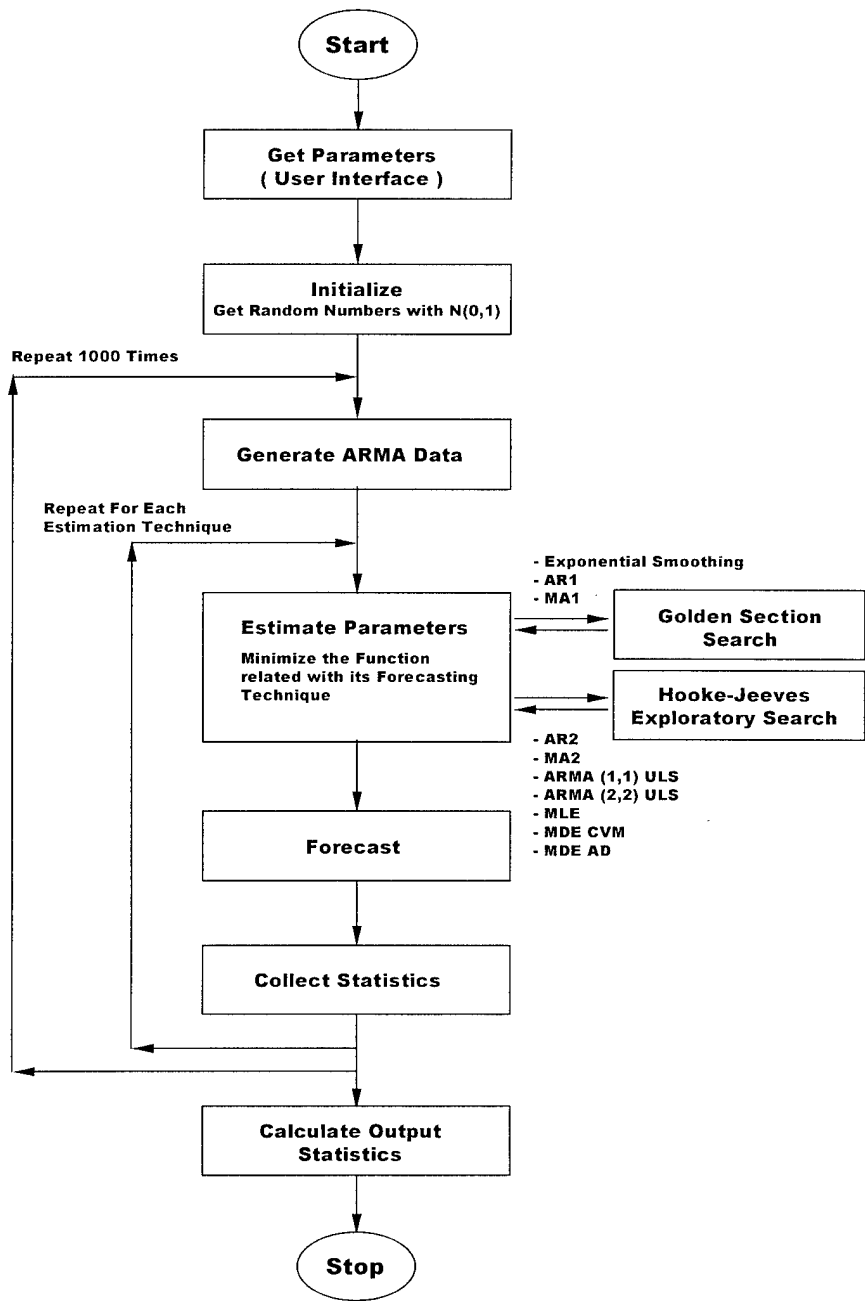 Start
Get Parameters
( User Interface )
Initialize
Get Random Numbers with N(0,1)
Repeat 1000 Times
Generate ARMA Data
Repeat For Each
Estimation Technique
- Exponential Smoothing
- AR1
- MA1
Estimate Parameters
Minimize the Function
related with its Forecasting
Technique
Golden Section
Search
Hooke-Jeeves
Exploratory Search
- AR2
- MA2
- ARMA (1,1) ULS
- ARMA (2,2) ULS
- MLE
- MDE CVM
- MDE AD
Forecast
Collect Statistics
Calculate Output
Statistics
Stop